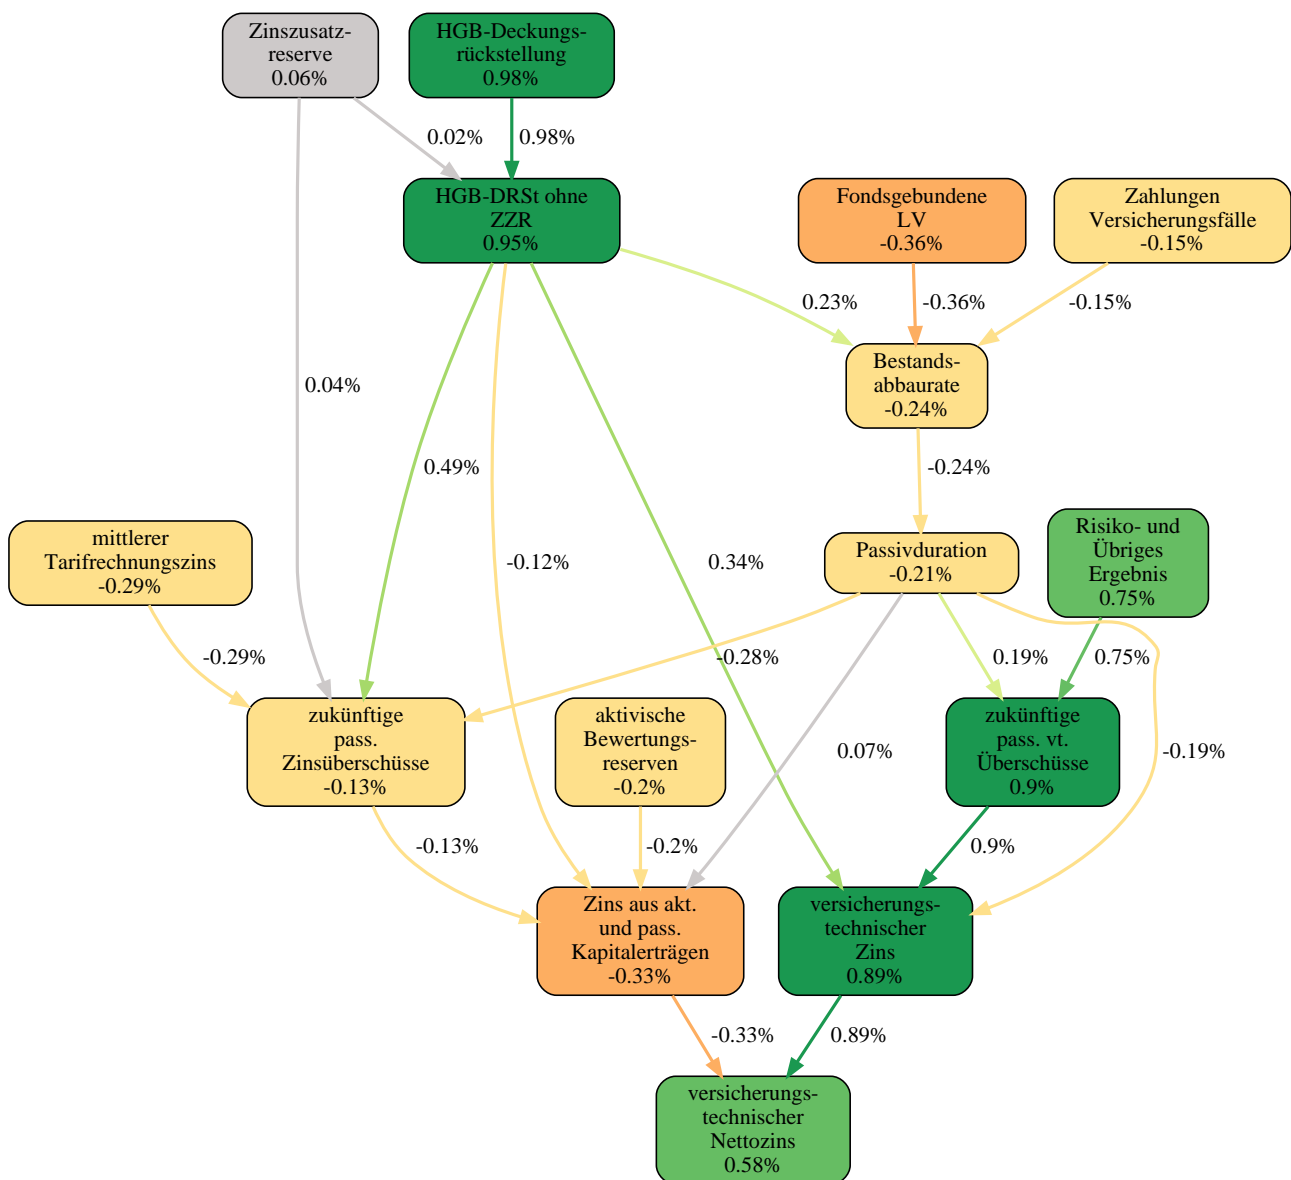 Zinszusatz-
reserve
0.06%
HGB-Deckungs-
rückstellung
0.98%
0.02%
0.98%
HGB-DRSt ohne
ZZR
0.95%
Fondsgebundene
LV
-0.36%
Zahlungen
Versicherungsfälle
-0.15%
0.23%
-0.36%
-0.15%
Bestands-
abbaurate
-0.24%
0.04%
0.49%
-0.24%
mittlerer
Tarifrechnungszins
-0.29%
-0.12%
0.34%
Passivduration
-0.21%
Risiko- und
Übriges
Ergebnis
0.75%
-0.29%
-0.28%
0.19%
0.75%
zukünftige
pass.
Zinsüberschüsse
-0.13%
aktivische
Bewertungs-
reserven
-0.2%
0.07%
zukünftige
pass. vt.
Überschüsse
0.9%
-0.19%
-0.13%
-0.2%
0.9%
Zins aus akt.
und pass.
Kapitalerträgen
-0.33%
versicherungs-
technischer
Zins
0.89%
-0.33%
0.89%
versicherungs-
technischer
Nettozins
0.58%